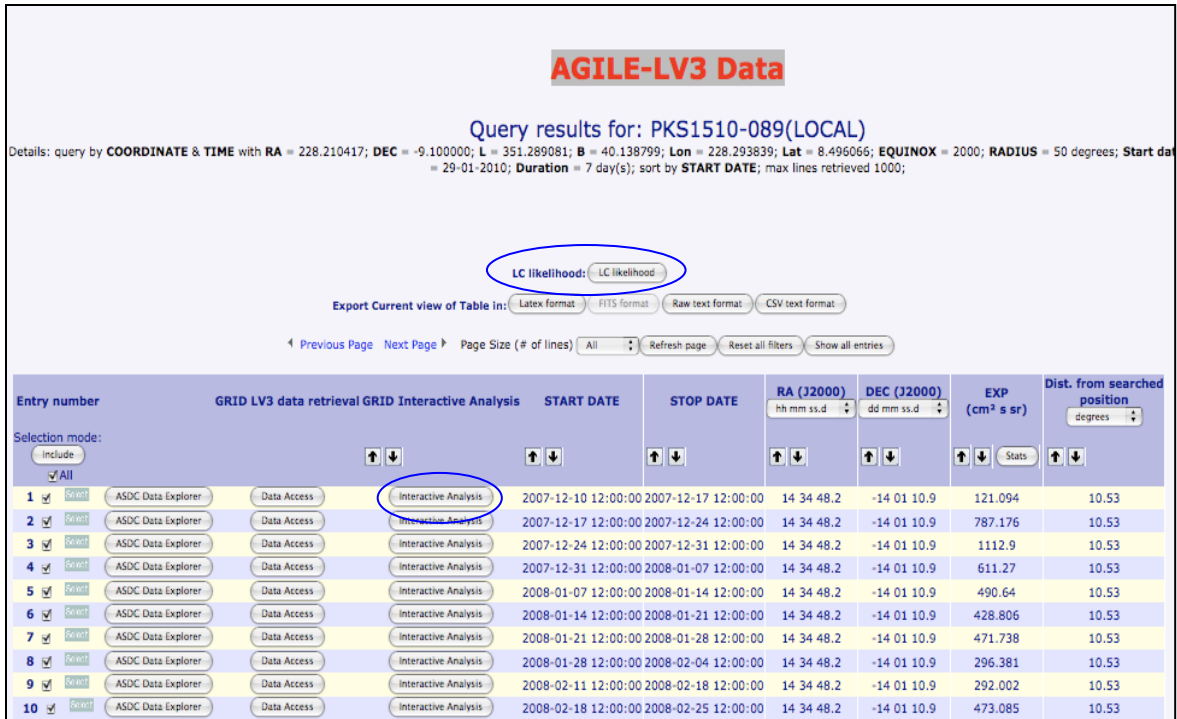 AGILE-LV3 Data
Query results for: PKS1510-089(LOCAL)
Details: query by COORDINATE & TIME with RA = 228.210417; DEC = -9.100000; L = 351.289081; B = 40.138799; Lon = 228.293839; Lat = 8.496066; EQUINOX = 2000; RADIUS = 50 degrees; Start dat
= 29-01-2010; Duration = 7 day(s); sort by START DATE; max lines retrieved 1000;
LC likelihood: LC likelihood
Export Current view of Table in: Latex format FITS format Raw text format CSV text format
Previous Page Next Page Page Size (# of lines) All Refresh page Reset all filters Show all entries
Entry number GRID LV3 data retrieval GRID Interactive Analysis START DATE STOP DATE RA (J2000) hh mm ss.d DEC (J2000) dd mm ss.d EXP (cm² s sr) Dist. from searched position degrees
Selection mode:
Include Stats
All
1 Select ASDC Data Explorer Data Access Interactive Analysis 2007-12-10 12:00:00 2007-12-17 12:00:00 14 34 48.2 -14 01 10.9 121.094 10.53
2 Select ASDC Data Explorer Data Access Interactive Analysis 2007-12-17 12:00:00 2007-12-24 12:00:00 14 34 48.2 -14 01 10.9 787.176 10.53
3 Select ASDC Data Explorer Data Access Interactive Analysis 2007-12-24 12:00:00 2007-12-31 12:00:00 14 34 48.2 -14 01 10.9 1112.9 10.53
4 Select ASDC Data Explorer Data Access Interactive Analysis 2007-12-31 12:00:00 2008-01-07 12:00:00 14 34 48.2 -14 01 10.9 611.27 10.53
5 Select ASDC Data Explorer Data Access Interactive Analysis 2008-01-07 12:00:00 2008-01-14 12:00:00 14 34 48.2 -14 01 10.9 490.64 10.53
6 Select ASDC Data Explorer Data Access Interactive Analysis 2008-01-14 12:00:00 2008-01-21 12:00:00 14 34 48.2 -14 01 10.9 428.806 10.53
7 Select ASDC Data Explorer Data Access Interactive Analysis 2008-01-21 12:00:00 2008-01-28 12:00:00 14 34 48.2 -14 01 10.9 471.738 10.53
8 Select ASDC Data Explorer Data Access Interactive Analysis 2008-01-28 12:00:00 2008-02-04 12:00:00 14 34 48.2 -14 01 10.9 296.381 10.53
9 Select ASDC Data Explorer Data Access Interactive Analysis 2008-02-11 12:00:00 2008-02-18 12:00:00 14 34 48.2 -14 01 10.9 292.002 10.53
10 Select ASDC Data Explorer Data Access Interactive Analysis 2008-02-18 12:00:00 2008-02-25 12:00:00 14 34 48.2 -14 01 10.9 473.085 10.53